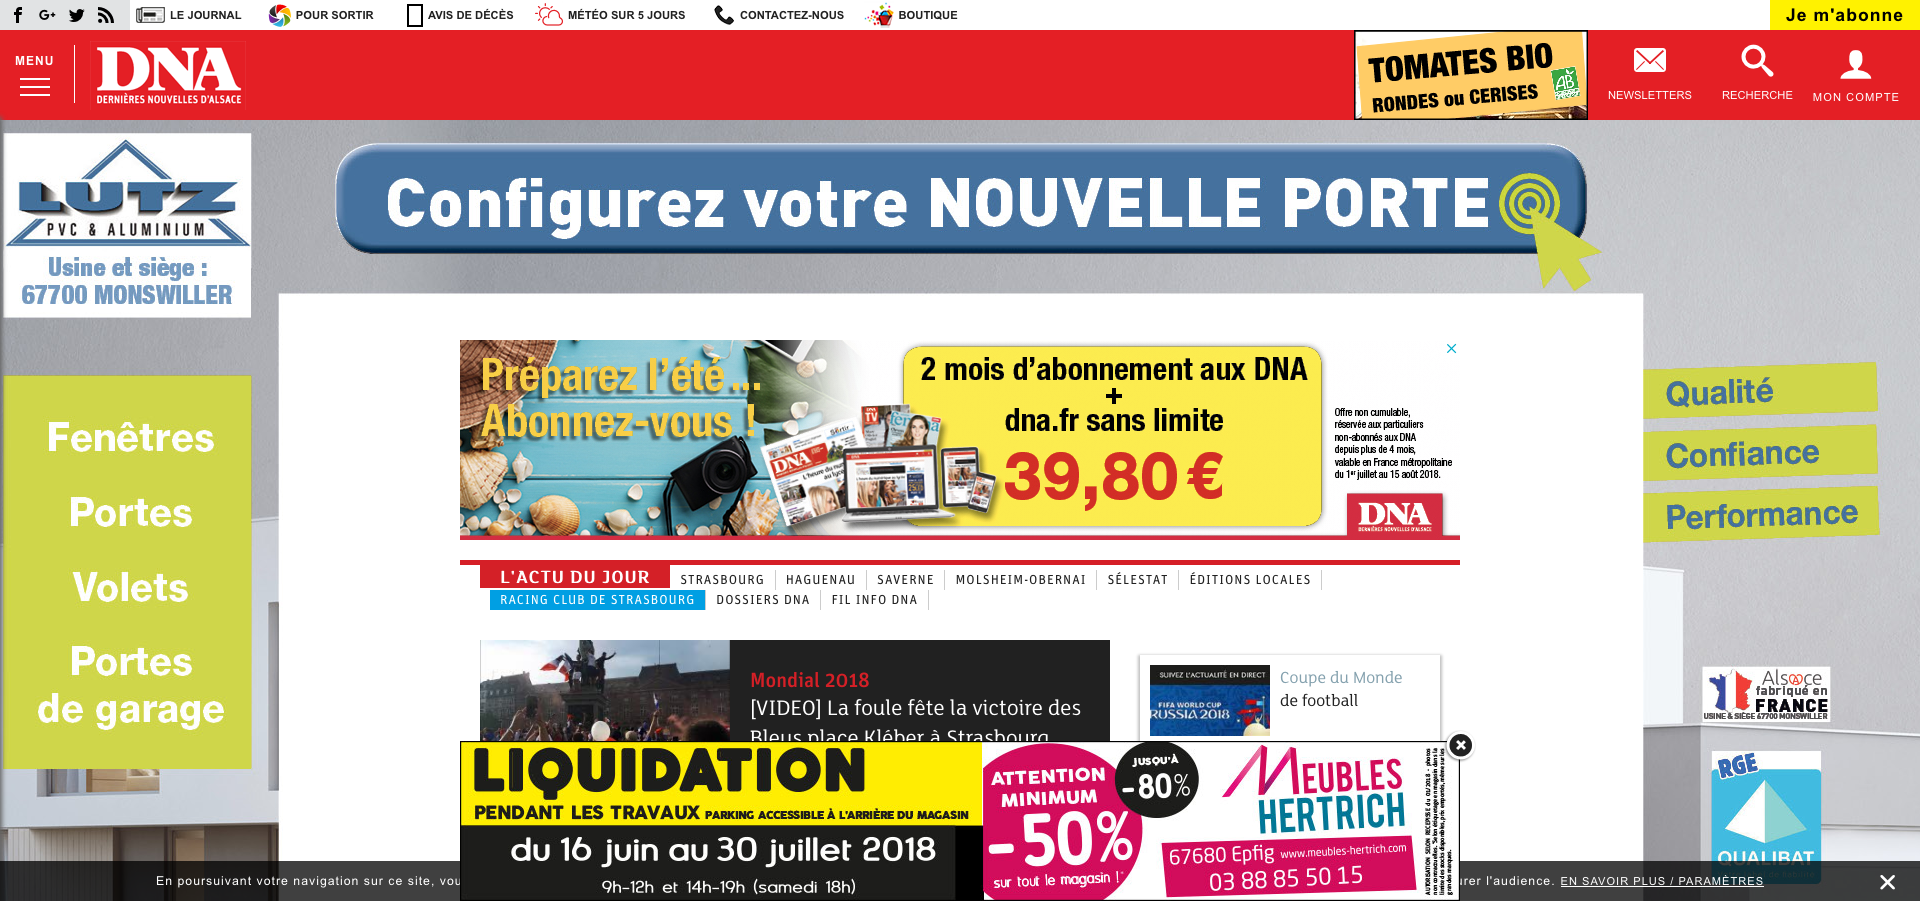 LE JOURNAL
POUR SORTIR
AVIS DE DÉCÈS
MÉTÉO SUR 5 JOURS
CONTACTEZ-NOUS
BOUTIQUE
Je m'abonne
MENU
DNA
DERNIÈRES NOUVELLES D'ALSACE
TOMATES BIO
RONDES ou CERISES
AB
NEWSLETTERS
RECHERCHE
MON COMPTE
LUTZ
PVC & ALUMINIUM
Usine et siège :
67700 MONSWILLER
Configurez votre NOUVELLE PORTE
Fenêtres
Portes
Volets
Portes
de garage
Préparez l'été...
Abonnez-vous !
2 mois d'abonnement aux DNA
+
dna.fr sans limite
39,80 €
Offre non cumulable,
réservée aux particuliers
non-abonnés aux DNA
depuis plus de 4 mois,
valable en France métropolitaine
du 1er juillet au 15 août 2018.
DNA
DERNIÈRES NOUVELLES D'ALSACE
Qualité
Confiance
Performance
L'ACTU DU JOUR
STRASBOURG
HAGUENAU
SAVERNE
MOLSHEIM-OBERNAI
SÉLESTAT
ÉDITIONS LOCALES
RACING CLUB DE STRASBOURG
DOSSIERS DNA
FIL INFO DNA
Mondial 2018
[VIDEO] La foule fête la victoire des
Bleus place Kléber à Strasbourg
SUIVEZ L'ACTUALITÉ EN DIRECT
FIFA WORLD CUP
RUSSIA 2018
Coupe du Monde
de football
Alsace
fabriqué en
FRANCE
USINE & SIÈGE 67700 MONSWILLER
RGE
QUALIBAT
LIQUIDATION
PENDANT LES TRAVAUX PARKING ACCESSIBLE À L'ARRIÈRE DU MAGASIN
du 16 juin au 30 juillet 2018
9h-12h et 14h-19h (samedi 18h)
ATTENTION
MINIMUM
-50%
sur tout le magasin !*
JUSQU'À
-80%
MEUBLES
HERTRICH
67680 Epfig www.meubles-hertrich.com
03 88 85 50 15
En poursuivant votre navigation sur ce site, vou
urer l'audience. EN SAVOIR PLUS / PARAMÈTRES